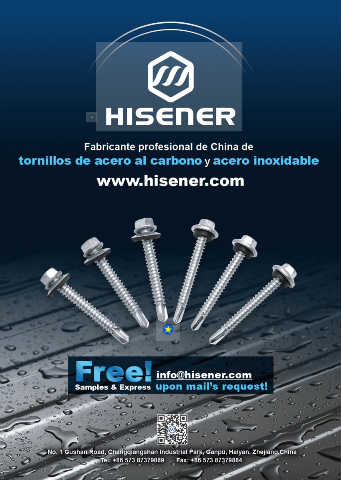 HISENER
Fabricante profesional de China de
tornillos de acero al carbono y acero inoxidable
www.hisener.com
Free! info@hisener.com
Samples & Express upon mail's request!
No. 1 Gushan Road, Changqiangshan Industrial Park, Ganpu, Haiyan, Zhejiang, China
Tel: +86 573 87379889 Fax: +86 573 87379884